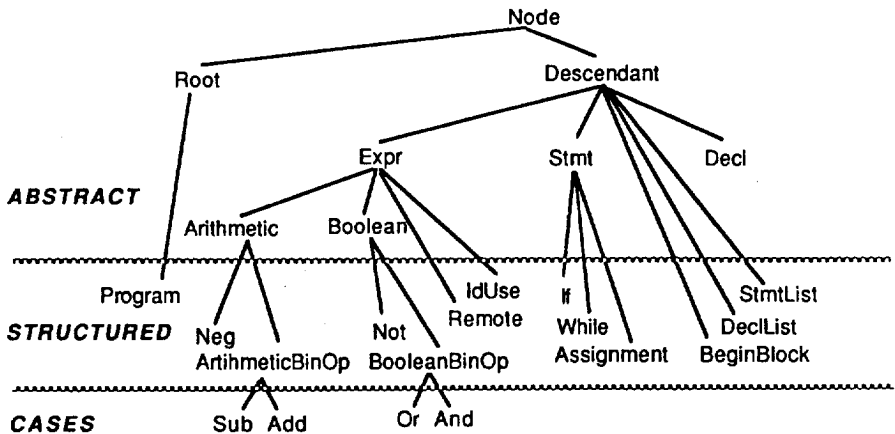 Node
Root Descendant
Expr Stmt Decl
ABSTRACT
Arithmetic Boolean
Program IdUse If StmtList
STRUCTURED Neg Not Remote While DeclList
ArtihmeticBinOp BooleanBinOp Assignment BeginBlock
CASES Sub Add Or And